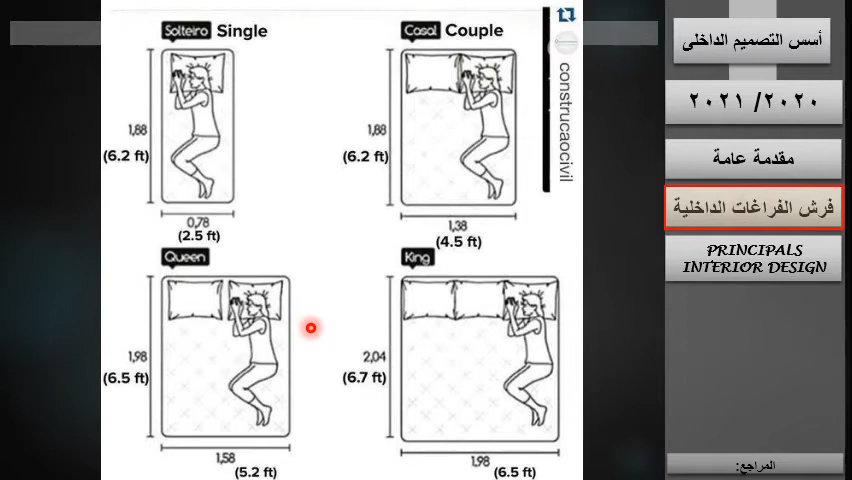 Solteiro Single
1,88
(6.2 ft)
0,78
(2.5 ft)
Casal Couple
1,88
(6.2 ft)
1,38
(4.5 ft)
construcaocivil
Queen
1,98
(6.5 ft)
1,58
(5.2 ft)
King
2,04
(6.7 ft)
1,98
(6.5 ft)
أسس التصميم الداخلى
٢٠٢٠/ ٢٠٢١
مقدمة عامة
فرش الفراغات الداخلية
PRINCIPALS
INTERIOR DESIGN
المراجع: